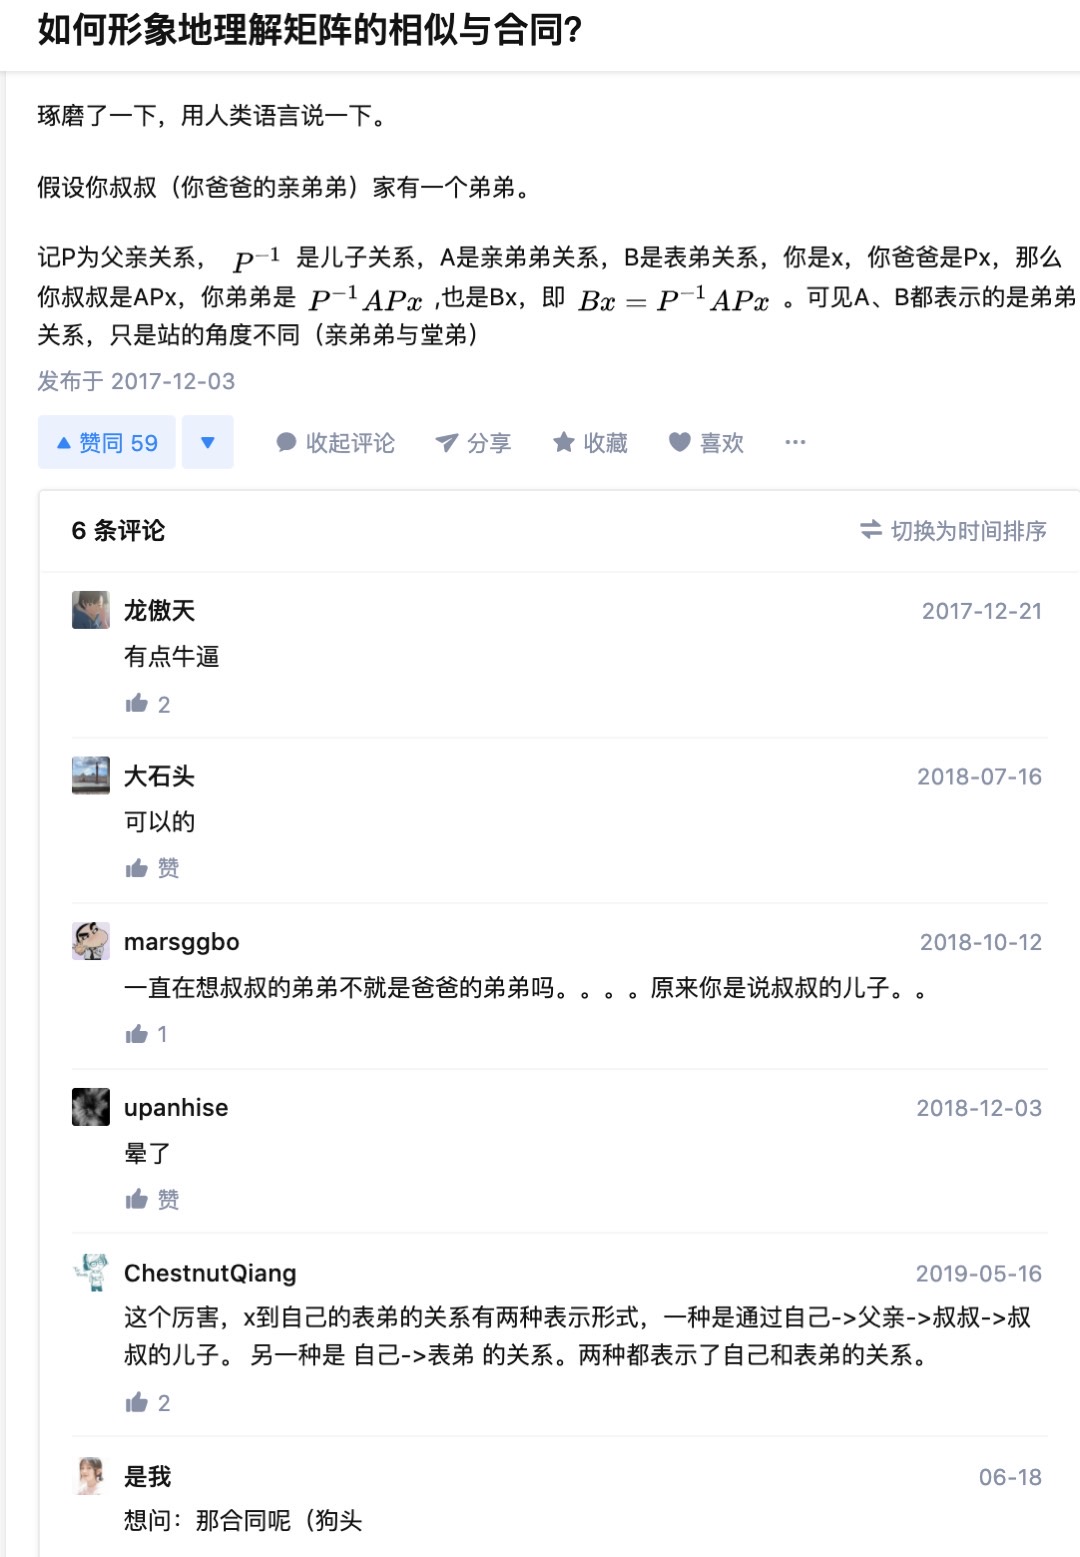 如何形象地理解矩阵的相似与合同?
琢磨了一下，用人类语言说一下。
假设你叔叔（你爸爸的亲弟弟）家有一个弟弟。
记P为父亲关系， P⁻¹ 是儿子关系，A是亲弟弟关系，B是表弟关系，你是x，你爸爸是Px，那么
你叔叔是APx，你弟弟是 P⁻¹APx ,也是Bx，即 Bx = P⁻¹APx 。可见A、B都表示的是弟弟
关系，只是站的角度不同（亲弟弟与堂弟）
发布于 2017-12-03
赞同 59 收起评论 分享 收藏 喜欢 ···
6 条评论 切换为时间排序
龙傲天 2017-12-21
有点牛逼
2
大石头 2018-07-16
可以的
赞
marsggbo 2018-10-12
一直在想叔叔的弟弟不就是爸爸的弟弟吗。。。。原来你是说叔叔的儿子。。
1
upanhise 2018-12-03
晕了
赞
ChestnutQiang 2019-05-16
这个厉害，x到自己的表弟的关系有两种表示形式，一种是通过自己->父亲->叔叔->叔
叔的儿子。 另一种是 自己->表弟 的关系。两种都表示了自己和表弟的关系。
2
是我 06-18
想问：那合同呢（狗头